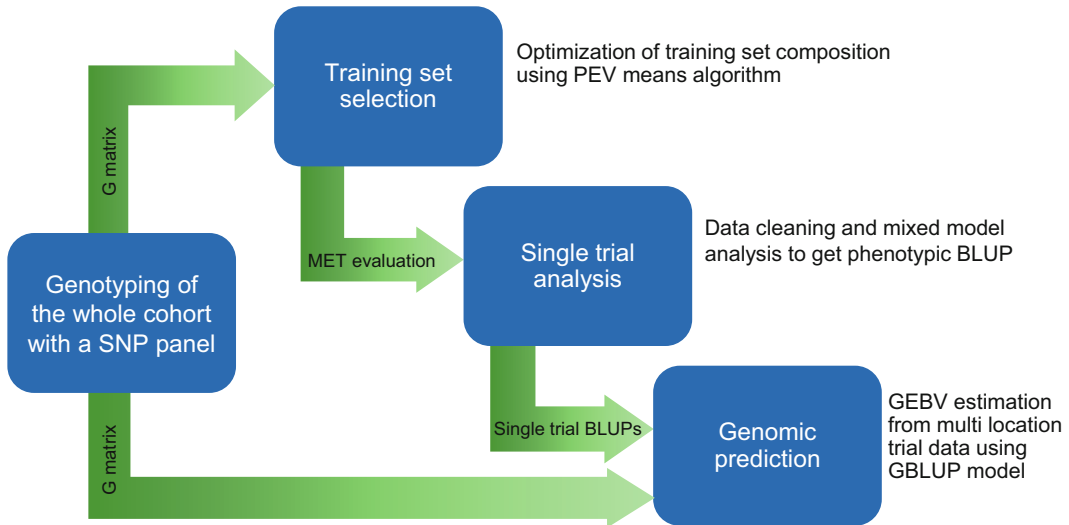 Training set
selection
Optimization of training set composition
using PEV means algorithm
G matrix
MET evaluation
Single trial
analysis
Data cleaning and mixed model
analysis to get phenotypic BLUP
Genotyping of
the whole cohort
with a SNP panel
Single trial BLUPs
Genomic
prediction
GEBV estimation
from multi location
trial data using
GBLUP model
G matrix